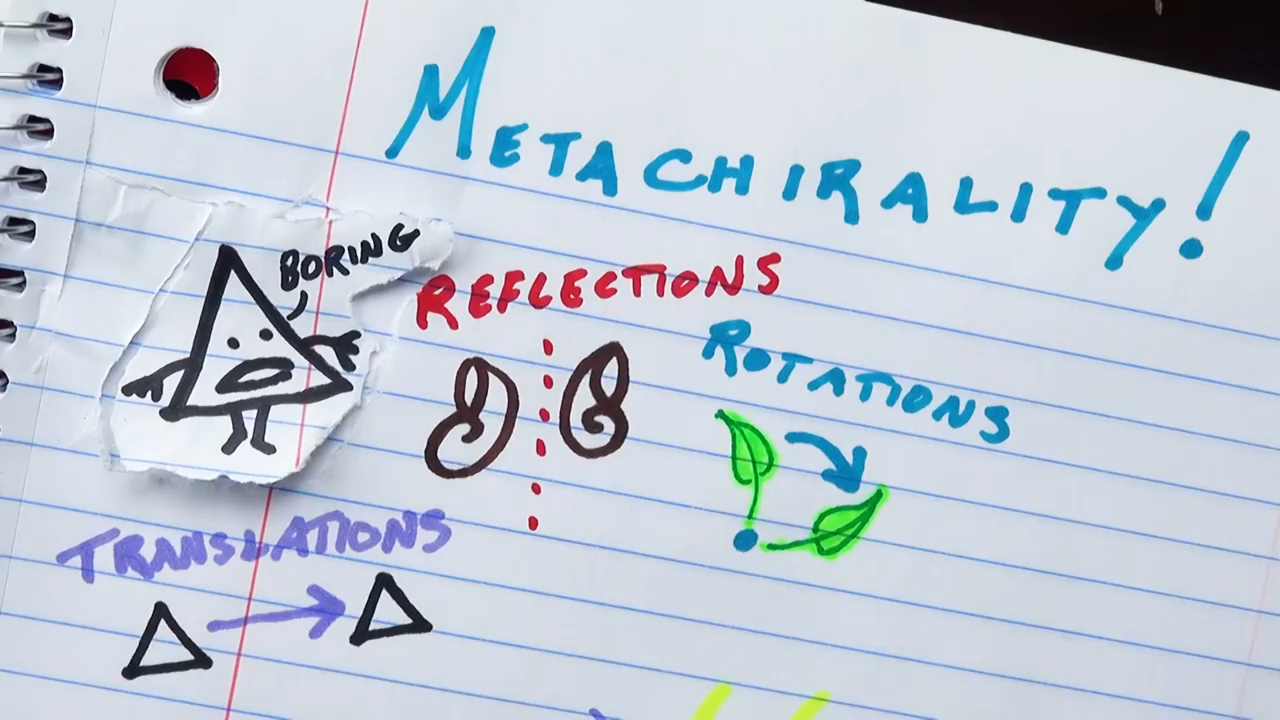 METACHIRALITY!
BORING
REFLECTIONS
ROTATIONS
TRANSLATIONS